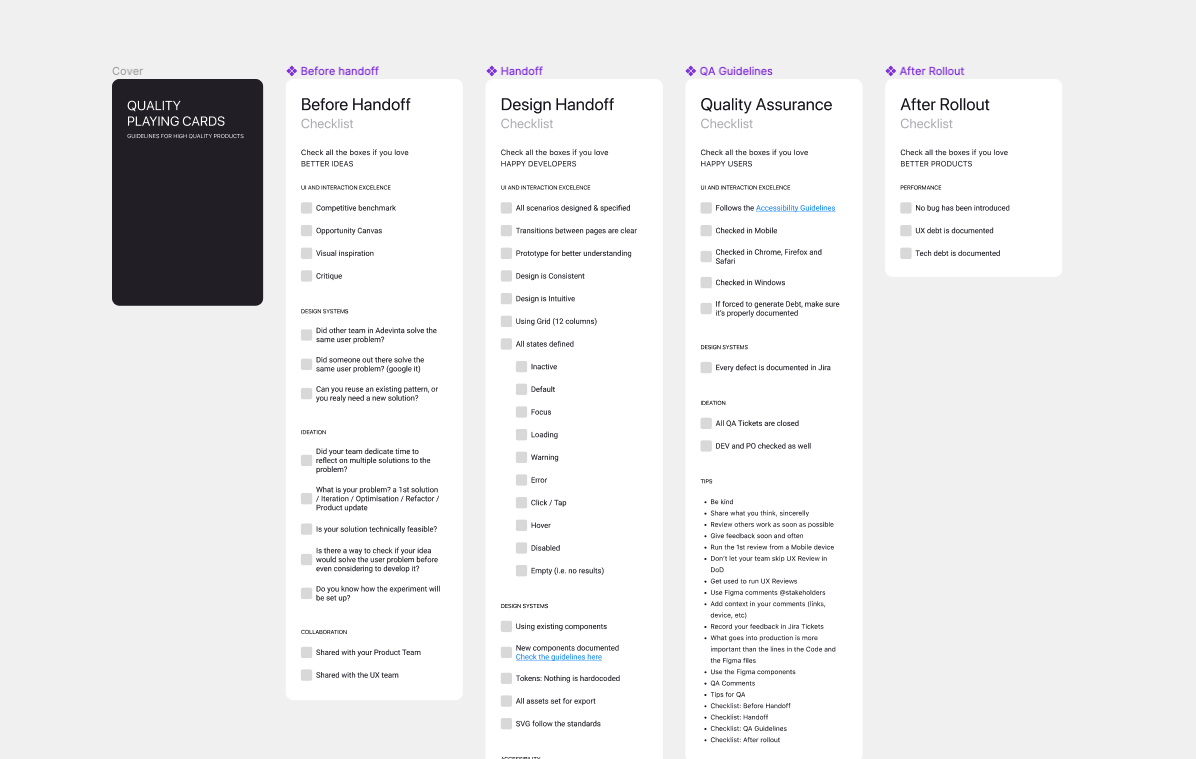 Cover
QUALITY
PLAYING CARDS
GUIDELINES FOR HIGH QUALITY PRODUCTS
Before handoff
Before Handoff
Checklist
Check all the boxes if you love
BETTER IDEAS
UI AND INTERACTION EXCELENCE
Competitive benchmark
Opportunity Canvas
Visual inspiration
Critique
DESIGN SYSTEMS
Did other team in Adevinta solve the
same user problem?
Did someone out there solve the
same user problem? (google it)
Can you reuse an existing pattern, or
you realy need a new solution?
IDEATION
Did your team dedicate time to
reflect on multiple solutions to the
problem?
What is your problem? a 1st solution
/ Iteration / Optimisation / Refactor /
Product update
Is your solution technically feasible?
Is there a way to check if your idea
would solve the user problem before
even considering to develop it?
Do you know how the experiment will
be set up?
COLLABORATION
Shared with your Product Team
Shared with the UX team
Handoff
Design Handoff
Checklist
Check all the boxes if you love
HAPPY DEVELOPERS
UI AND INTERACTION EXCELENCE
All scenarios designed & specified
Transitions between pages are clear
Prototype for better understanding
Design is Consistent
Design is Intuitive
Using Grid (12 columns)
All states defined
Inactive
Default
Focus
Loading
Warning
Error
Click / Tap
Hover
Disabled
Empty (i.e. no results)
DESIGN SYSTEMS
Using existing components
New components documented
Check the guidelines here
Tokens: Nothing is hardocoded
All assets set for export
SVG follow the standards
ACCESSIBILITY
QA Guidelines
Quality Assurance
Checklist
Check all the boxes if you love
HAPPY USERS
UI AND INTERACTION EXCELENCE
Follows the Accessibility Guidelines
Checked in Mobile
Checked in Chrome, Firefox and
Safari
Checked in Windows
If forced to generate Debt, make sure
it's properly documented
DESIGN SYSTEMS
Every defect is documented in Jira
IDEATION
All QA Tickets are closed
DEV and PO checked as well
TIPS
• Be kind
• Share what you think, sincerelly
• Review others work as soon as possible
• Give feedback soon and often
• Run the 1st review from a Mobile device
• Don't let your team skip UX Review in
DoD
• Get used to run UX Reviews
• Use Figma comments @stakeholders
• Add context in your comments (links,
device, etc)
• Record your feedback in Jira Tickets
• What goes into production is more
important than the lines in the Code and
the Figma files
• Use the Figma components
• QA Comments
• Tips for QA
• Checklist: Before Handoff
• Checklist: Handoff
• Checklist: QA Guidelines
• Checklist: After rollout
After Rollout
After Rollout
Checklist
Check all the boxes if you love
BETTER PRODUCTS
PERFORMANCE
No bug has been introduced
UX debt is documented
Tech debt is documented